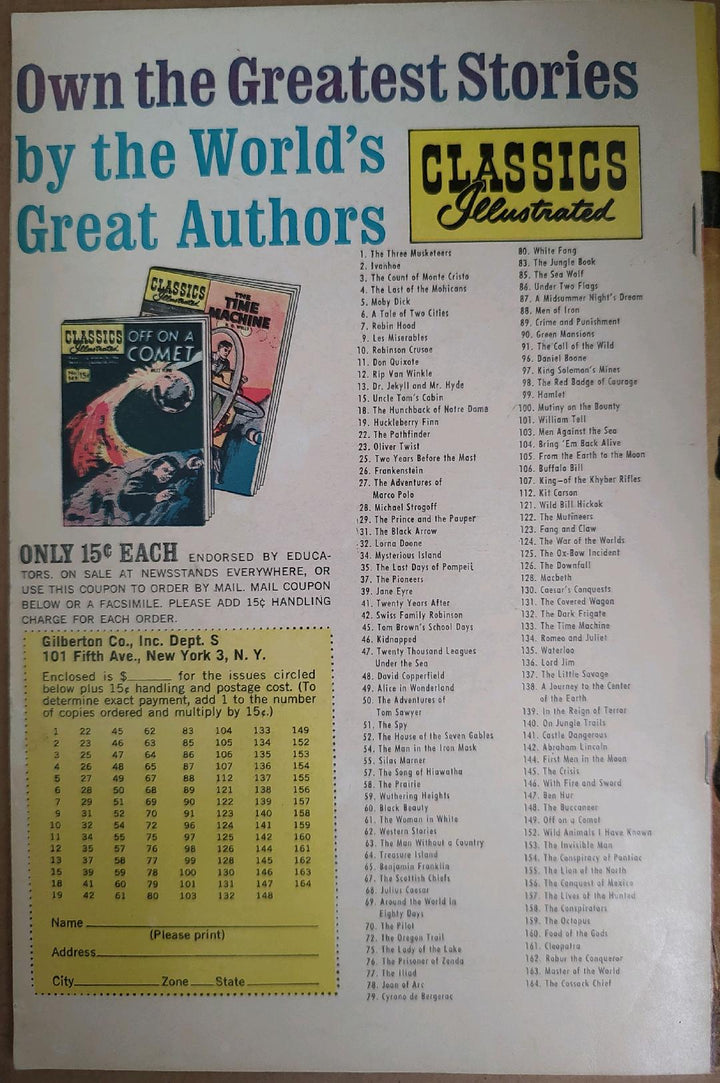 Own the Greatest Stories
by the World's
Great Authors
CLASSICS
Illustrated
CLASSICS
Illustrated
THE
TIME
MACHINE
CLASSICS
Illustrated
15¢
OFF ON A
COMET
ONLY 15¢ EACH ENDORSED BY EDUCA-
TORS. ON SALE AT NEWSSTANDS EVERYWHERE, OR
USE THIS COUPON TO ORDER BY MAIL. MAIL COUPON
BELOW OR A FACSIMILE. PLEASE ADD 15¢ HANDLING
CHARGE FOR EACH ORDER.
Gilberton Co., Inc. Dept. S
101 Fifth Ave., New York 3, N. Y.
Enclosed is $______ for the issues circled
below plus 15¢ handling and postage cost. (To
determine exact payment, add 1 to the number
of copies ordered and multiply by 15¢.)
1 22 45 62 83 104 133 149
2 23 46 63 85 105 134 152
3 25 47 64 86 106 135 153
4 26 48 65 87 107 136 154
5 27 49 67 88 112 137 155
6 28 50 68 89 121 138 156
7 29 51 69 90 122 139 157
9 31 52 70 91 123 140 158
10 32 54 72 96 124 141 159
11 34 55 75 97 125 142 160
12 35 57 76 98 126 144 161
13 37 58 77 99 128 145 162
15 39 59 78 100 130 146 163
18 41 60 79 101 131 147 164
19 42 61 80 103 132 148
Name
(Please print)
Address
City Zone State
1. The Three Musketeers
2. Ivanhoe
3. The Count of Monte Cristo
4. The Last of the Mohicans
5. Moby Dick
6. A Tale of Two Cities
7. Robin Hood
9. Les Miserables
10. Robinson Crusoe
11. Don Quixote
12. Rip Van Winkle
13. Dr. Jekyll and Mr. Hyde
15. Uncle Tom's Cabin
18. The Hunchback of Notre Dame
19. Huckleberry Finn
22. The Pathfinder
23. Oliver Twist
25. Two Years Before the Mast
26. Frankenstein
27. The Adventures of
Marco Polo
28. Michael Strogoff
29. The Prince and the Pauper
31. The Black Arrow
32. Lorna Doone
34. Mysterious Island
35. The Last Days of Pompeii
37. The Pioneers
39. Jane Eyre
41. Twenty Years After
42. Swiss Family Robinson
45. Tom Brown's School Days
46. Kidnapped
47. Twenty Thousand Leagues
Under the Sea
48. David Copperfield
49. Alice in Wonderland
50. The Adventures of
Tom Sawyer
51. The Spy
52. The House of the Seven Gables
54. The Man in the Iron Mask
55. Silas Marner
57. The Song of Hiawatha
58. The Prairie
59. Wuthering Heights
60. Black Beauty
61. The Woman in White
62. Western Stories
63. The Man Without a Country
64. Treasure Island
65. Benjamin Franklin
67. The Scottish Chiefs
68. Julius Caesar
69. Around the World in
Eighty Days
70. The Pilot
72. The Oregon Trail
75. The Lady of the Lake
76. The Prisoner of Zenda
77. The Iliad
78. Joan of Arc
79. Cyrano de Bergerac
80. White Fang
83. The Jungle Book
85. The Sea Wolf
86. Under Two Flags
87. A Midsummer Night's Dream
88. Men of Iron
89. Crime and Punishment
90. Green Mansions
91. The Call of the Wild
96. Daniel Boone
97. King Solomon's Mines
98. The Red Badge of Courage
99. Hamlet
100. Mutiny on the Bounty
101. William Tell
103. Men Against the Sea
104. Bring 'Em Back Alive
105. From the Earth to the Moon
106. Buffalo Bill
107. King—of the Khyber Rifles
112. Kit Carson
121. Wild Bill Hickok
122. The Mutineers
123. Fang and Claw
124. The War of the Worlds
125. The Ox-Bow Incident
126. The Downfall
128. Macbeth
130. Caesar's Conquests
131. The Covered Wagon
132. The Dark Frigate
133. The Time Machine
134. Romeo and Juliet
135. Waterloo
136. Lord Jim
137. The Little Savage
138. A Journey to the Center
of the Earth
139. In the Reign of Terror
140. On Jungle Trails
141. Castle Dangerous
142. Abraham Lincoln
144. First Men in the Moon
145. The Crisis
146. With Fire and Sword
147. Ben Hur
148. The Buccaneer
149. Off on a Comet
152. Wild Animals I Have Known
153. The Invisible Man
154. The Conspiracy of Pontiac
155. The Lion of the North
156. The Conquest of Mexico
157. The Lives of the Hunted
158. The Conspirators
159. The Octopus
160. Food of the Gods
161. Cleopatra
162. Robur the Conqueror
163. Master of the World
164. The Cossack Chief